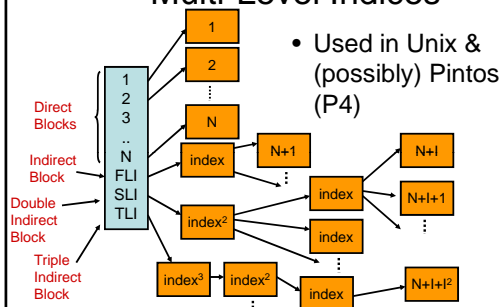 Multi-Level Indices
• Used in Unix &
(possibly) Pintos
(P4)
Direct
Blocks
Indirect
Block
Double
Indirect
Block
Triple
Indirect
Block
1
2
3
..
N
FLI
SLI
TLI
1
2
N
index
N+1
index²
index
N+I
N+I+1
index
index³
index²
index
N+I+I²